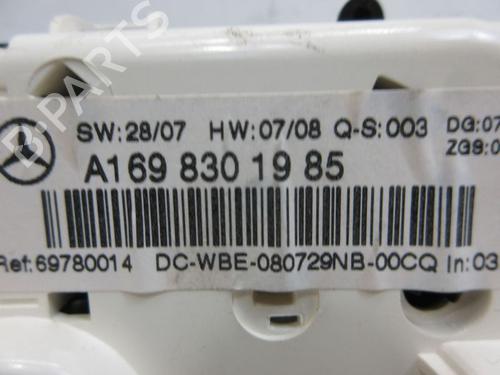 SW:28/07 HW:07/08 Q-S:003 DG:07
ZGS:0
A169 830 19 85
Ref:69780014 DC-WBE-080729NB-00CQ In:03
B-PARTS